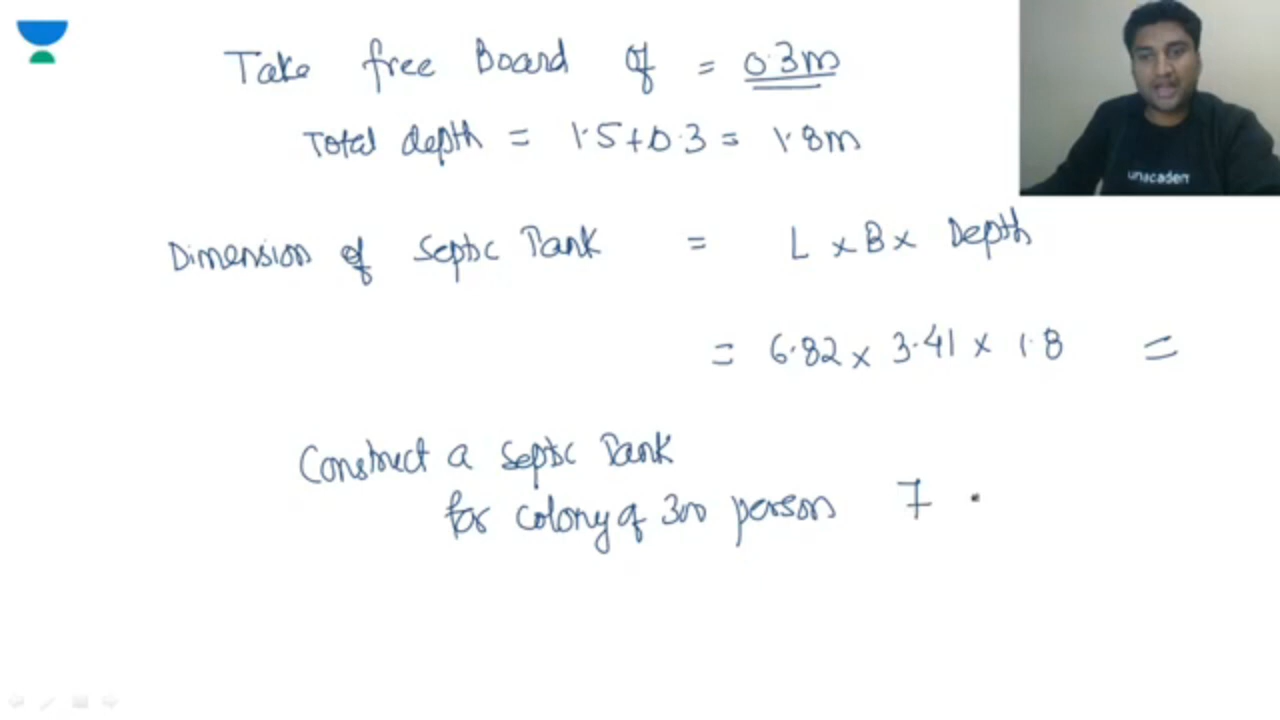 Take free Board of = 0.3m
Total depth = 1.5+0.3 = 1.8m
unacadem
Dimension of Septic Tank = L × B × Depth
= 6.82 × 3.41 × 1.8 =
Construct a Septic Tank
for colony of 300 person 7 .